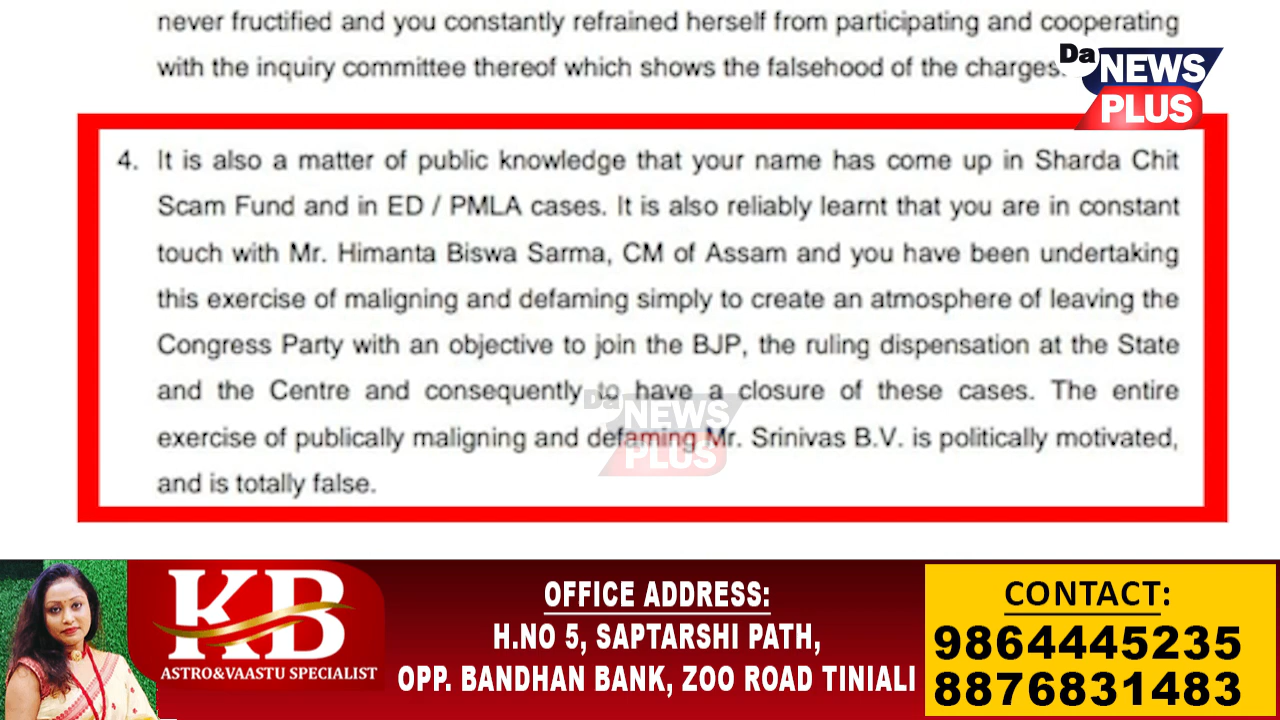 never fructified and you constantly refrained herself from participating and cooperating
with the inquiry committee thereof which shows the falsehood of the charges.
Da
NEWS
PLUS
4. It is also a matter of public knowledge that your name has come up in Sharda Chit
Scam Fund and in ED / PMLA cases. It is also reliably learnt that you are in constant
touch with Mr. Himanta Biswa Sarma, CM of Assam and you have been undertaking
this exercise of maligning and defaming simply to create an atmosphere of leaving the
Congress Party with an objective to join the BJP, the ruling dispensation at the State
and the Centre and consequently to have a closure of these cases. The entire
exercise of publically maligning and defaming Mr. Srinivas B.V. is politically motivated,
and is totally false.
Da
NEWS
PLUS
KB
ASTRO&VAASTU SPECIALIST
OFFICE ADDRESS:
H.NO 5, SAPTARSHI PATH,
OPP. BANDHAN BANK, ZOO ROAD TINIALI
CONTACT:
9864445235
8876831483